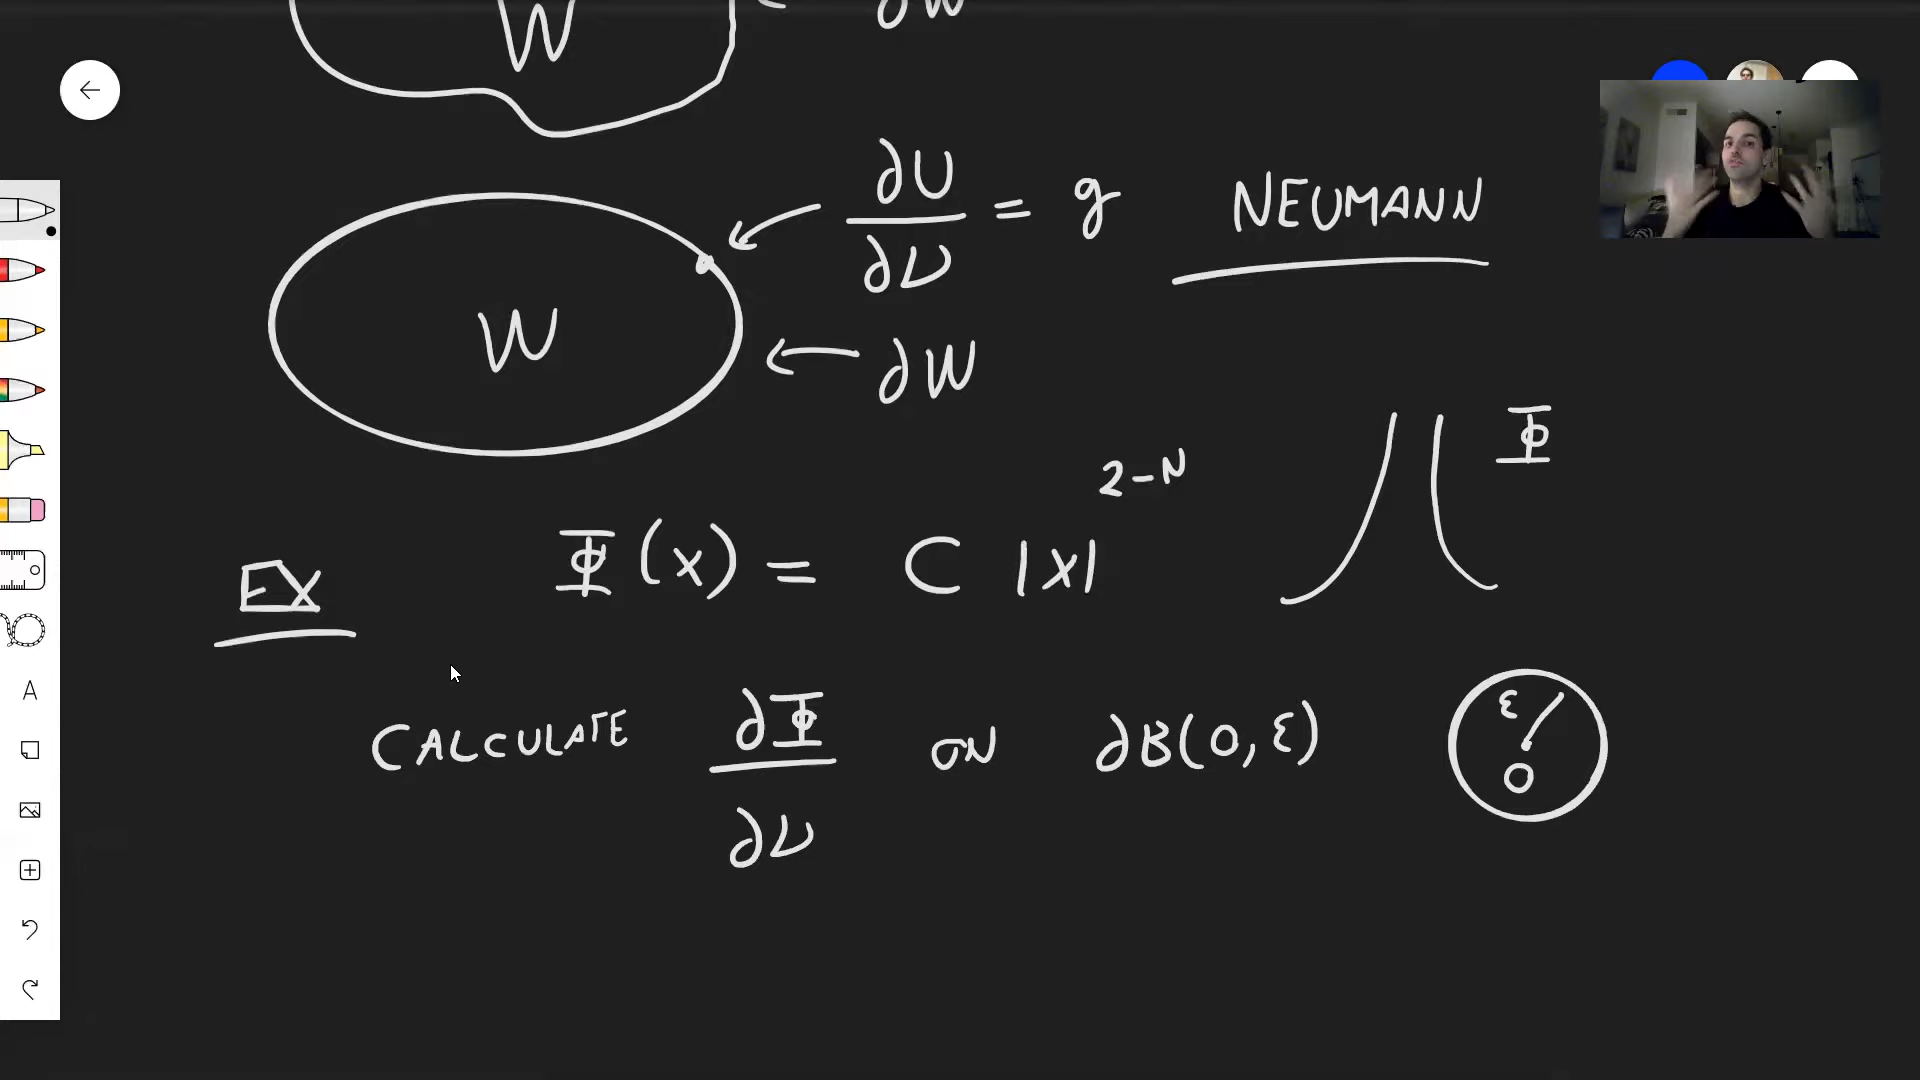 W ← ∂W
∂U/∂ν = g NEUMANN
W ← ∂W
Φ
EX Φ(x) = C |x|^{2-N}
CALCULATE ∂Φ/∂ν ON ∂B(0, ε)
ε
0
A